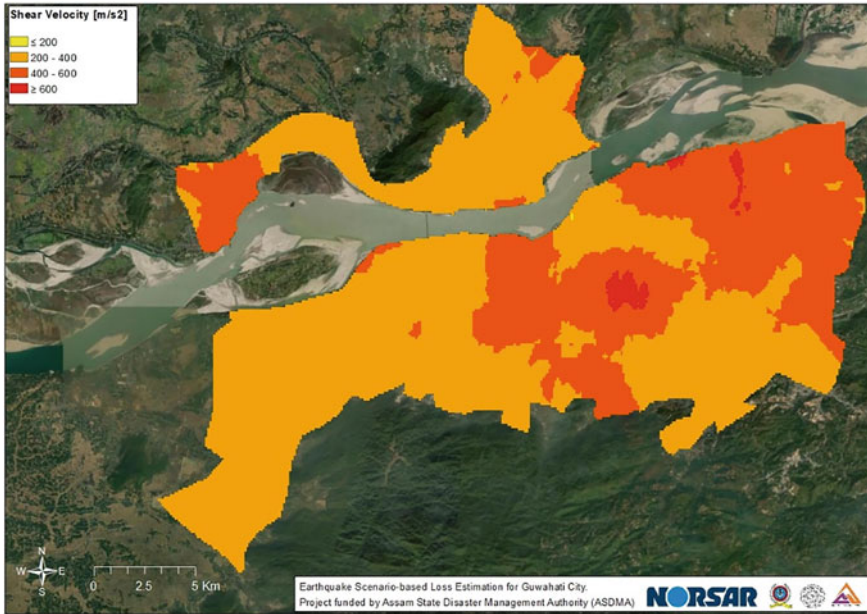 Shear Velocity [m/s2]
≤ 200
200 - 400
400 - 600
≥ 600
N
W E
S
0 2.5 5 Km
Earthquake Scenario-based Loss Estimation for Guwahati City.
Project funded by Assam State Disaster Management Authority (ASDMA)
NORSAR